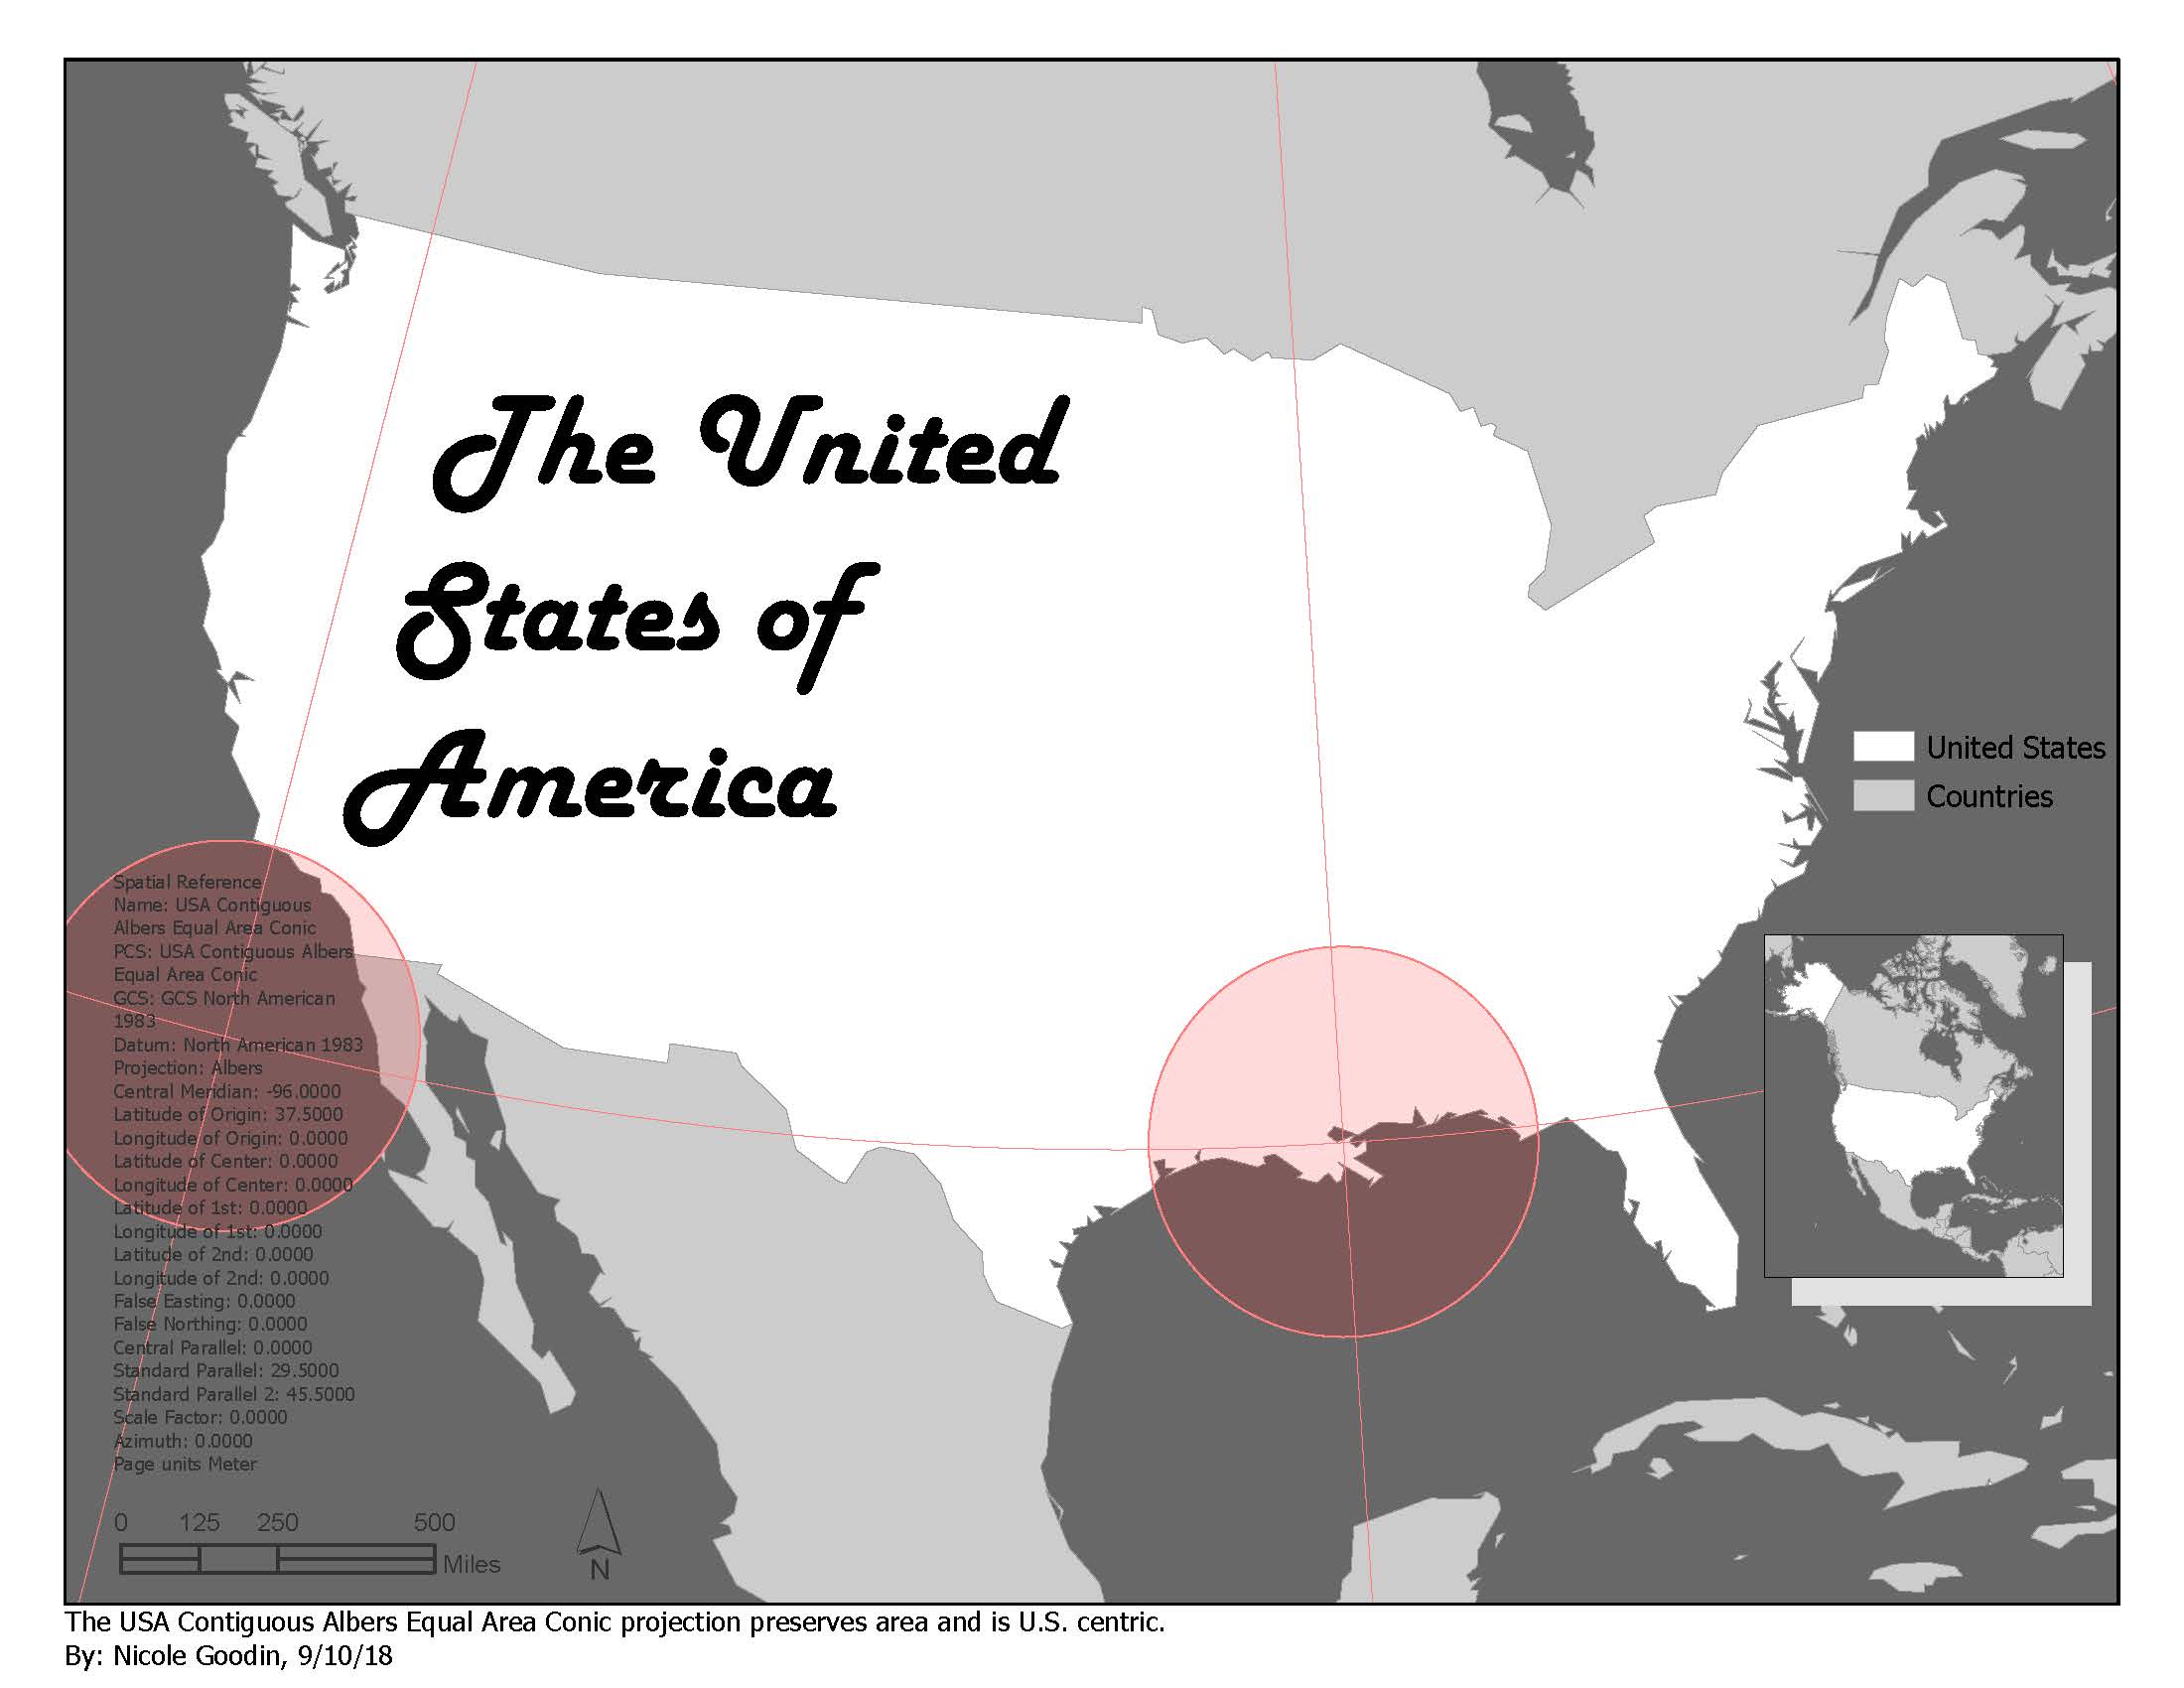 The United
States of
America
United States
Countries
Spatial Reference
Name: USA Contiguous
Albers Equal Area Conic
PCS: USA Contiguous Albers
Equal Area Conic
GCS: GCS North American
1983
Datum: North American 1983
Projection: Albers
Central Meridian: -96.0000
Latitude of Origin: 37.5000
Longitude of Origin: 0.0000
Latitude of Center: 0.0000
Longitude of Center: 0.0000
Latitude of 1st: 0.0000
Longitude of 1st: 0.0000
Latitude of 2nd: 0.0000
Longitude of 2nd: 0.0000
False Easting: 0.0000
False Northing: 0.0000
Central Parallel: 0.0000
Standard Parallel: 29.5000
Standard Parallel 2: 45.5000
Scale Factor: 0.0000
Azimuth: 0.0000
Page units Meter
0 125 250 500
Miles
N
The USA Contiguous Albers Equal Area Conic projection preserves area and is U.S. centric.
By: Nicole Goodin, 9/10/18